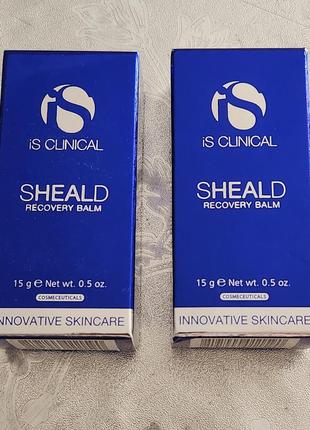 iS
iS CLINICAL
SHEALD
RECOVERY BALM
15 g ℮ Net wt. 0.5 oz.
COSMECEUTICALS
INNOVATIVE SKINCARE
iS
iS CLINICAL
SHEALD
RECOVERY BALM
15 g ℮ Net wt. 0.5 oz.
COSMECEUTICALS
INNOVATIVE SKINCARE